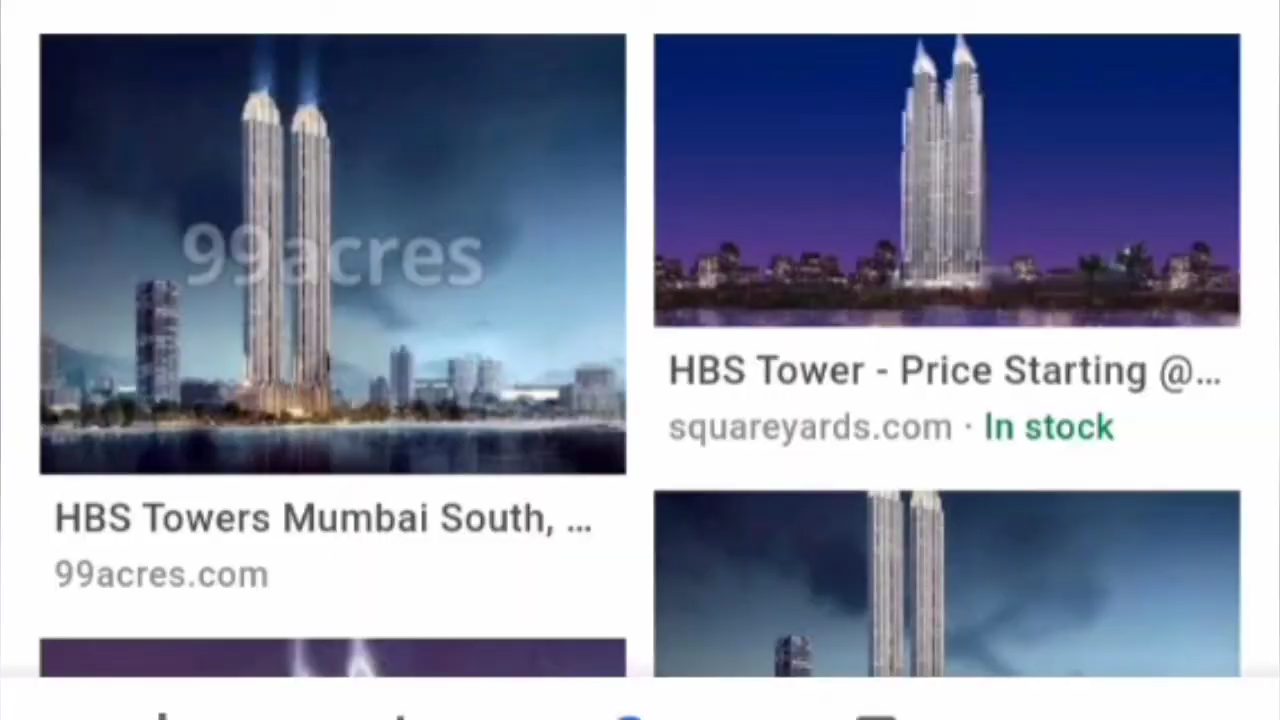 99acres
HBS Towers Mumbai South, ...
99acres.com
HBS Tower - Price Starting @...
squareyards.com · In stock